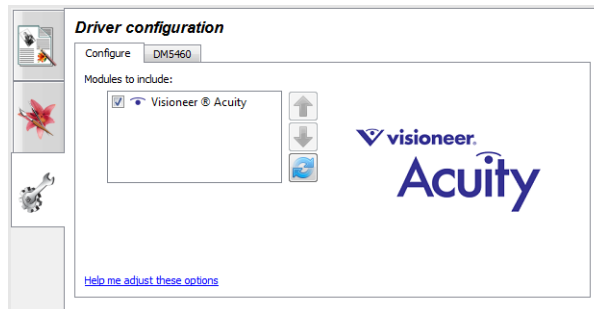 Driver configuration
Configure DM5460
Modules to include:
Visioneer ® Acuity
visioneer.
Acuity
Help me adjust these options